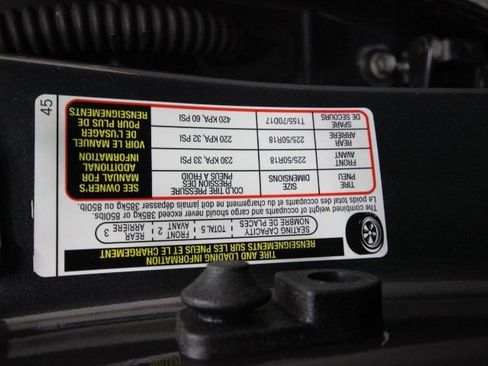 TIRE AND LOADING INFORMATION
RENSEIGNEMENTS SUR LES PNEUS ET LE CHARGEMENT
SEATING CAPACITY
NOMBRE DE PLACES
TOTAL 5
FRONT
AVANT 2
REAR
ARRIÈRE 3
The combined weight of occupants and cargo should never exceed 385kg or 850lbs.
Le poids total des occupants et du chargement ne doit jamais dépasser 385kg ou 850lb.
TIRE
PNEU
SIZE
DIMENSIONS
COLD TIRE PRESSURE
PRESSION DES
PNEUS A FROID
SEE OWNER'S
MANUAL FOR
ADDITIONAL
INFORMATION
VOIR LE MANUEL
DE L'USAGER
POUR PLUS DE
RENSEIGNEMENTS
FRONT
AVANT
225/50R18
230 KPA, 33 PSI
REAR
ARRIÈRE
225/50R18
220 KPA, 32 PSI
SPARE
DE SECOURS
T155/70D17
420 KPA, 60 PSI
45